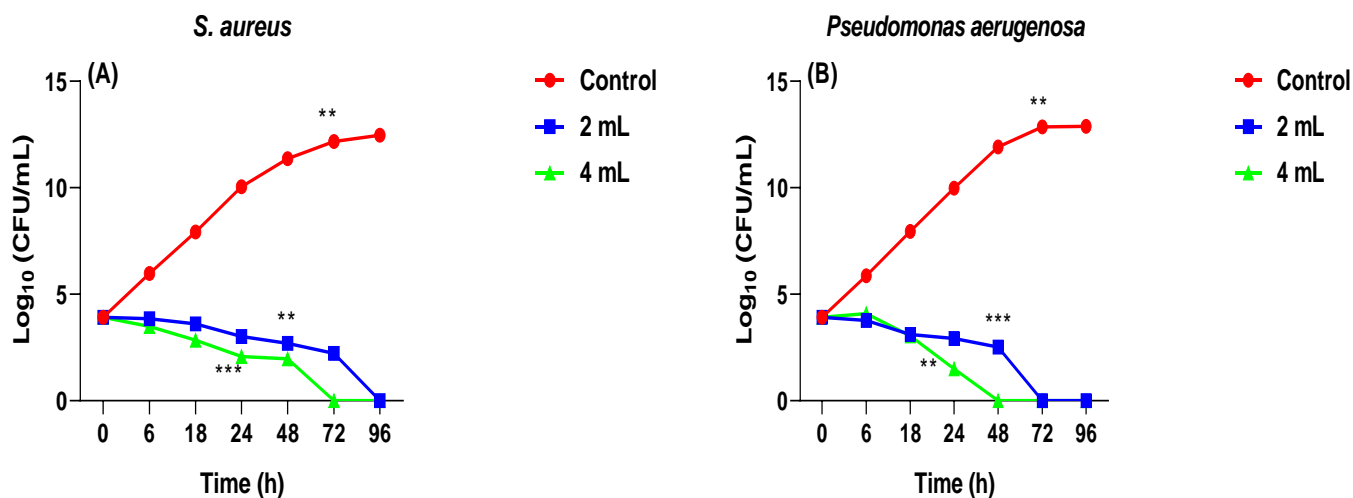 S. aureus
(A)
Log₁₀ (CFU/mL)
15
10
5
0
**
**
***
0 6 18 24 48 72 96
Time (h)
Control
2 mL
4 mL
Pseudomonas aerugenosa
(B)
Log₁₀ (CFU/mL)
15
10
5
0
**
***
**
0 6 18 24 48 72 96
Time (h)
Control
2 mL
4 mL